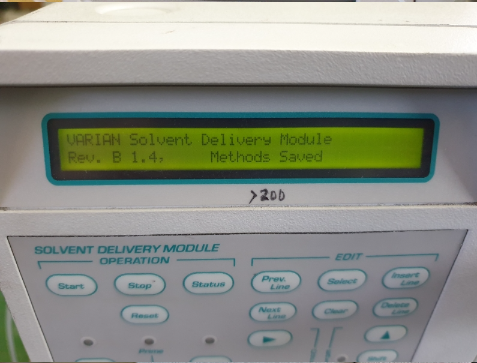 VARIAN Solvent Delivery Module
Rev. B 1.4, Methods Saved
>200
SOLVENT DELIVERY MODULE
OPERATION
EDIT
Start
Stop
Status
Prev. Line
Select
Insert Line
Reset
Next Line
Clear
Delete Line
Prime